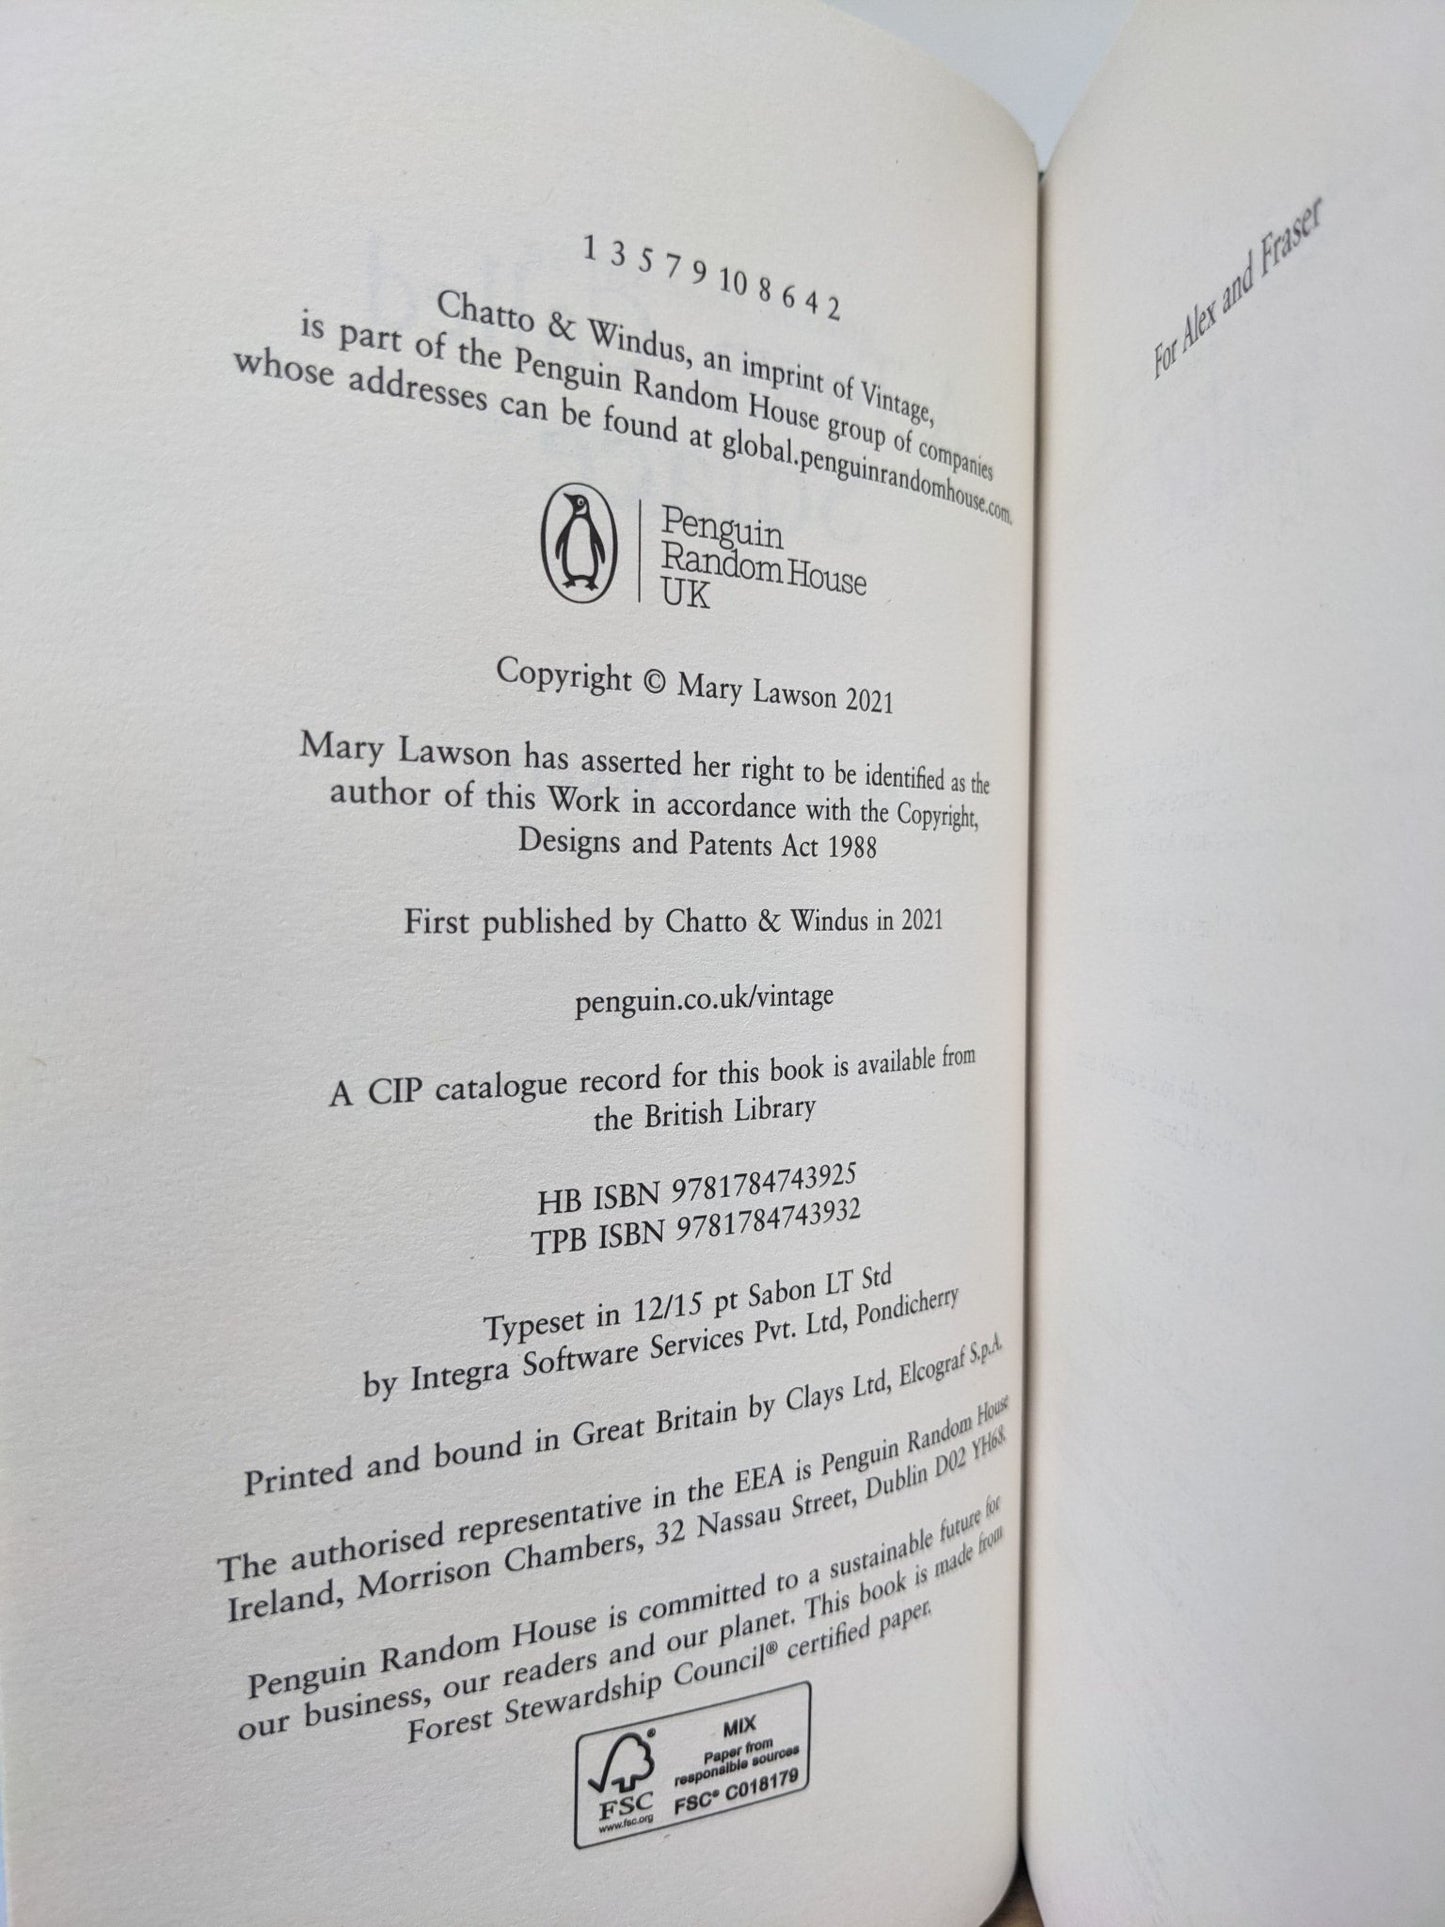 1 3 5 7 9 10 8 6 4 2
Chatto & Windus, an imprint of Vintage,
is part of the Penguin Random House group of companies
whose addresses can be found at global.penguinrandomhouse.com.
Penguin
Random House
UK
Copyright © Mary Lawson 2021
Mary Lawson has asserted her right to be identified as the
author of this Work in accordance with the Copyright,
Designs and Patents Act 1988
First published by Chatto & Windus in 2021
penguin.co.uk/vintage
A CIP catalogue record for this book is available from
the British Library
HB ISBN 9781784743925
TPB ISBN 9781784743932
Typeset in 12/15 pt Sabon LT Std
by Integra Software Services Pvt. Ltd, Pondicherry
Printed and bound in Great Britain by Clays Ltd, Elcograf S.p.A.
The authorised representative in the EEA is Penguin Random House
Ireland, Morrison Chambers, 32 Nassau Street, Dublin D02 YH68.
Penguin Random House is committed to a sustainable future for
our business, our readers and our planet. This book is made from
Forest Stewardship Council® certified paper.
FSC
www.fsc.org
MIX
Paper from
responsible sources
FSC® C018179
For Alex and Fraser